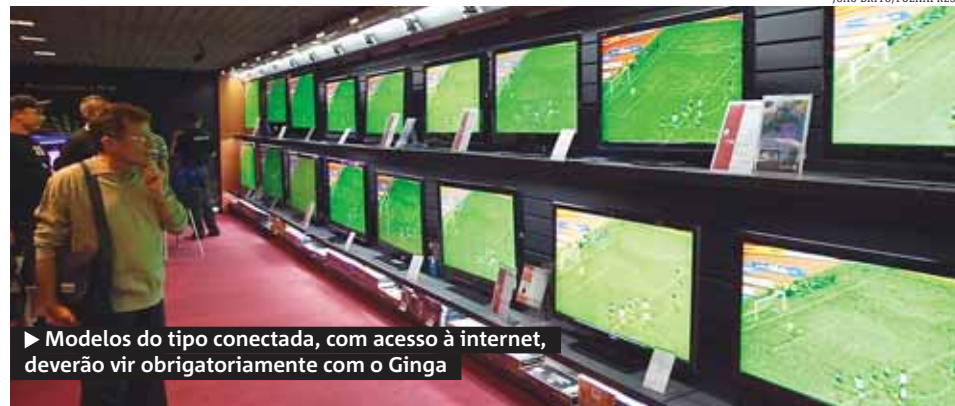 ▶ Modelos do tipo conectada, com acesso à internet,
deverão vir obrigatoriamente com o Ginga